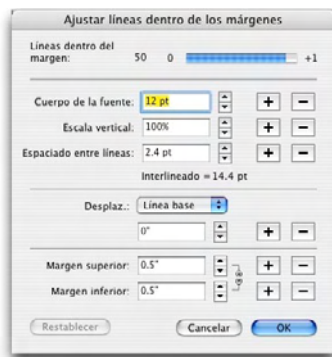 Ajustar líneas dentro de los márgenes
Líneas dentro del
margen: 50 0 +1
Cuerpo de la fuente: 12 pt + −
Escala vertical: 100% + −
Espaciado entre líneas: 2.4 pt + −
Interlineado = 14.4 pt
Desplaz.: Línea base
0" + −
Margen superior: 0.5" + −
Margen inferior: 0.5" + −
Restablecer Cancelar OK